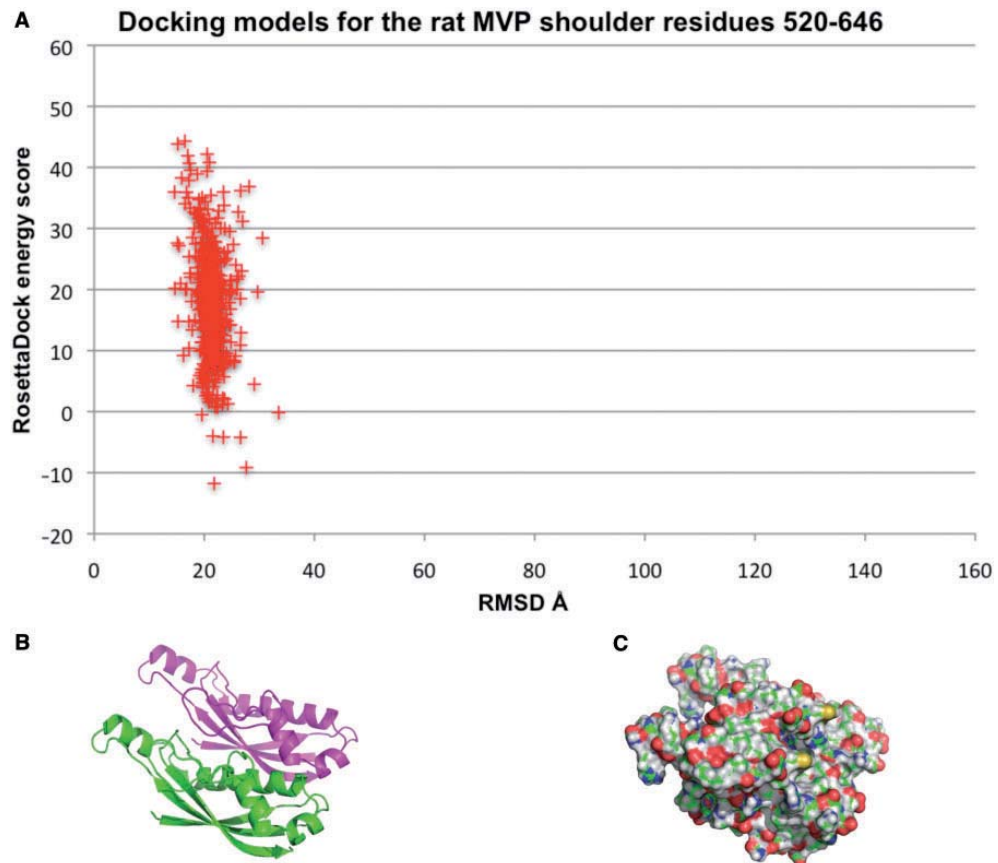 A
Docking models for the rat MVP shoulder residues 520-646
60
50
40
30
20
10
0
−10
−20
RosettaDock energy score
0 20 40 60 80 100 120 140 160
RMSD Å
B
C